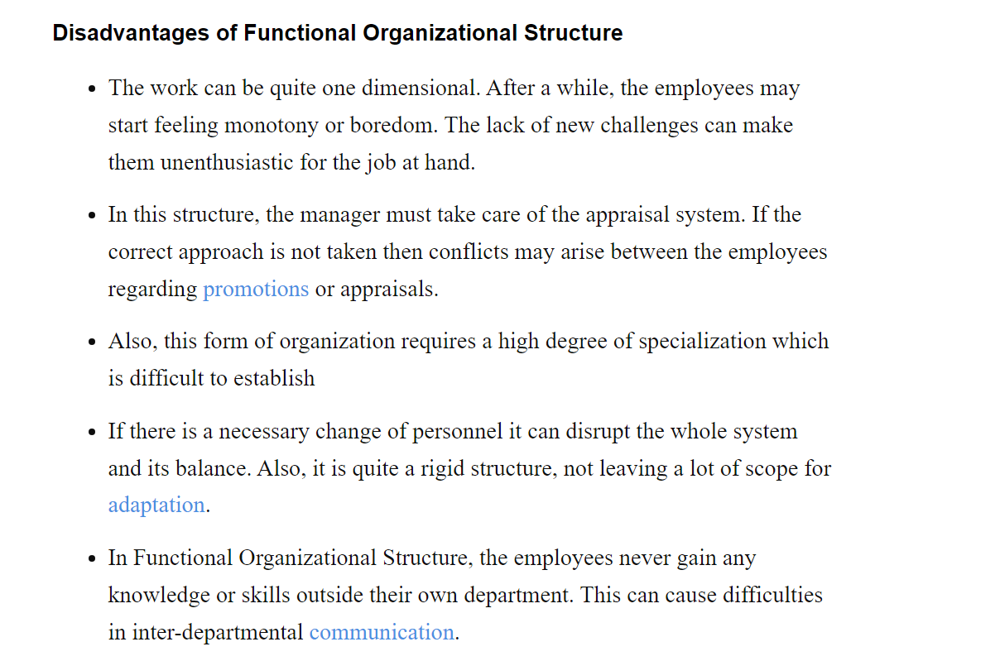 Disadvantages of Functional Organizational Structure
• The work can be quite one dimensional. After a while, the employees may
start feeling monotony or boredom. The lack of new challenges can make
them unenthusiastic for the job at hand.
• In this structure, the manager must take care of the appraisal system. If the
correct approach is not taken then conflicts may arise between the employees
regarding promotions or appraisals.
• Also, this form of organization requires a high degree of specialization which
is difficult to establish
• If there is a necessary change of personnel it can disrupt the whole system
and its balance. Also, it is quite a rigid structure, not leaving a lot of scope for
adaptation.
• In Functional Organizational Structure, the employees never gain any
knowledge or skills outside their own department. This can cause difficulties
in inter-departmental communication.